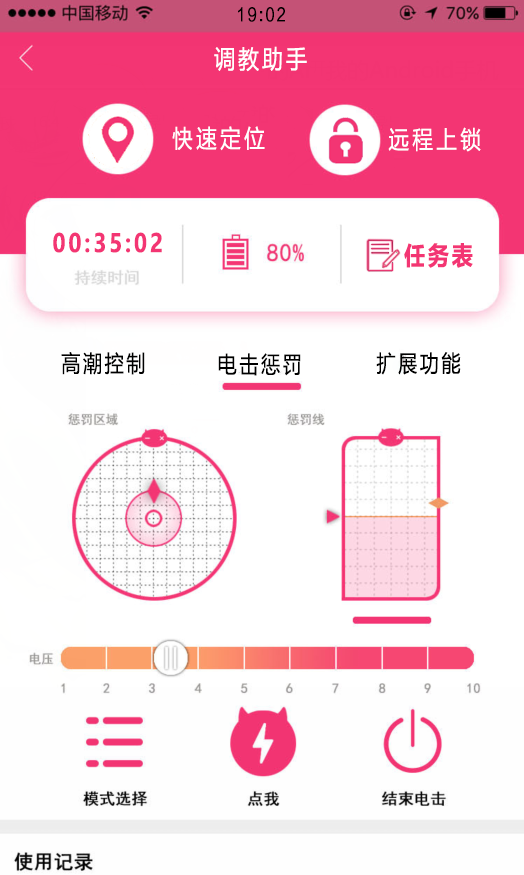 中国移动 19:02 70%
调教助手
快速定位 远程上锁
00:35:02 80% 任务表
持续时间
高潮控制 电击惩罚 扩展功能
惩罚区域 惩罚线
电压
1 2 3 4 5 6 7 8 9 10
模式选择 点我 结束电击
使用记录